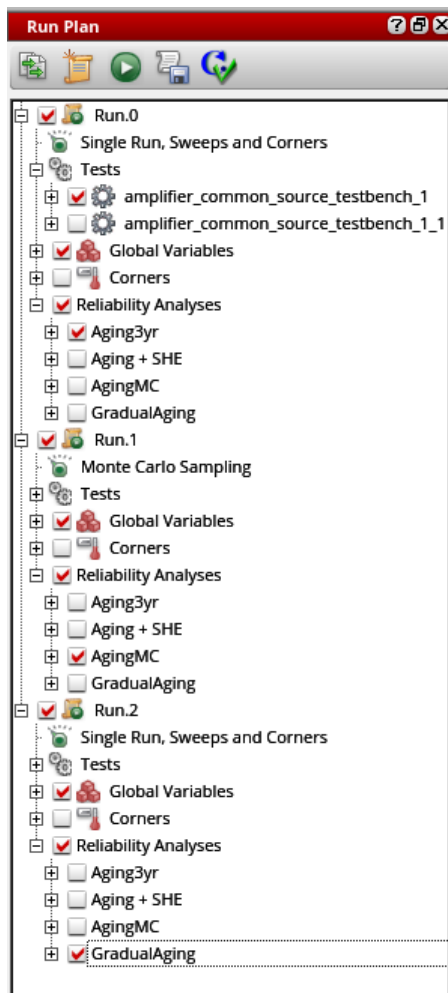 Run Plan
Run.0
Single Run, Sweeps and Corners
Tests
amplifier_common_source_testbench_1
amplifier_common_source_testbench_1_1
Global Variables
Corners
Reliability Analyses
Aging3yr
Aging + SHE
AgingMC
GradualAging
Run.1
Monte Carlo Sampling
Tests
Global Variables
Corners
Reliability Analyses
Aging3yr
Aging + SHE
AgingMC
GradualAging
Run.2
Single Run, Sweeps and Corners
Tests
Global Variables
Corners
Reliability Analyses
Aging3yr
Aging + SHE
AgingMC
GradualAging